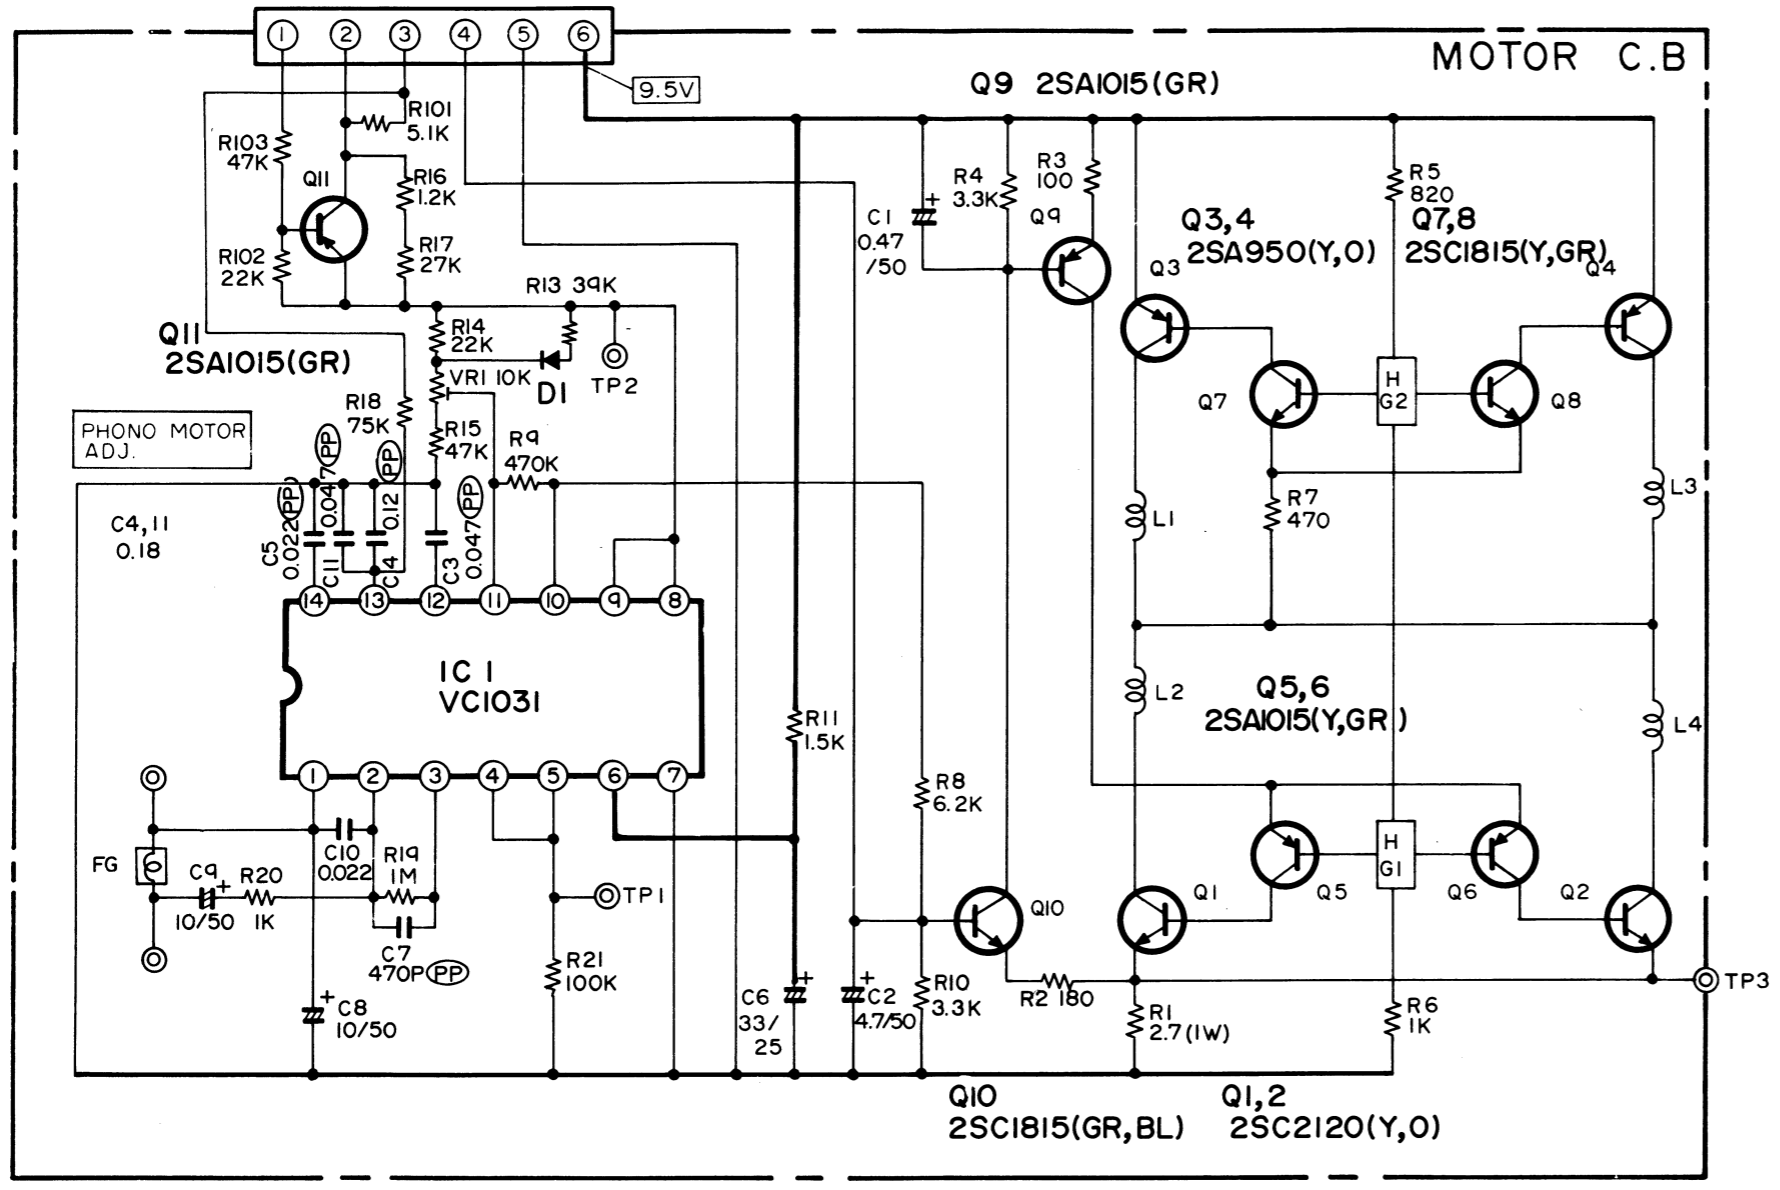 1 2 3 4 5 6
MOTOR C.B
9.5V
Q9 2SA1015(GR)
R101
5.1K
R103
47K
Q11
R16
1.2K
R102
22K
R17
27K
R4
3.3K
R3
100
Q9
C1 +
0.47
/50
R5
820
Q3,4
2SA950(Y,O)
Q7,8
2SC1815(Y,GR)
Q3
Q4
R13 39K
Q11
2SA1015(GR)
R14
22K
VR1 10K
D1
TP2
R18
75K
R15
47K
R9
470K
Q7
H
G2
Q8
PHONO MOTOR
ADJ.
C4,11
0.18
C5
0.022 PP
C11
0.047 PP
C4
0.12 PP
C3
0.047 PP
L1
R7
470
L3
14 13 12 11 10 9 8
IC 1
VC1031
1 2 3 4 5 6 7
L2
Q5,6
2SA1015(Y,GR)
L4
R11
1.5K
R8
6.2K
FG
C9 +
10/50
R20
1K
C10
0.022
R19
1M
C7
470P PP
TP1
R21
100K
+ C8
10/50
C6 +
33/
25
+ C2
4.7/50
R10
3.3K
Q10
R2 180
Q1
Q5
H
G1
Q6
Q2
R1
2.7(1W)
R6
1K
TP3
Q10
2SC1815(GR,BL)
Q1,2
2SC2120(Y,O)